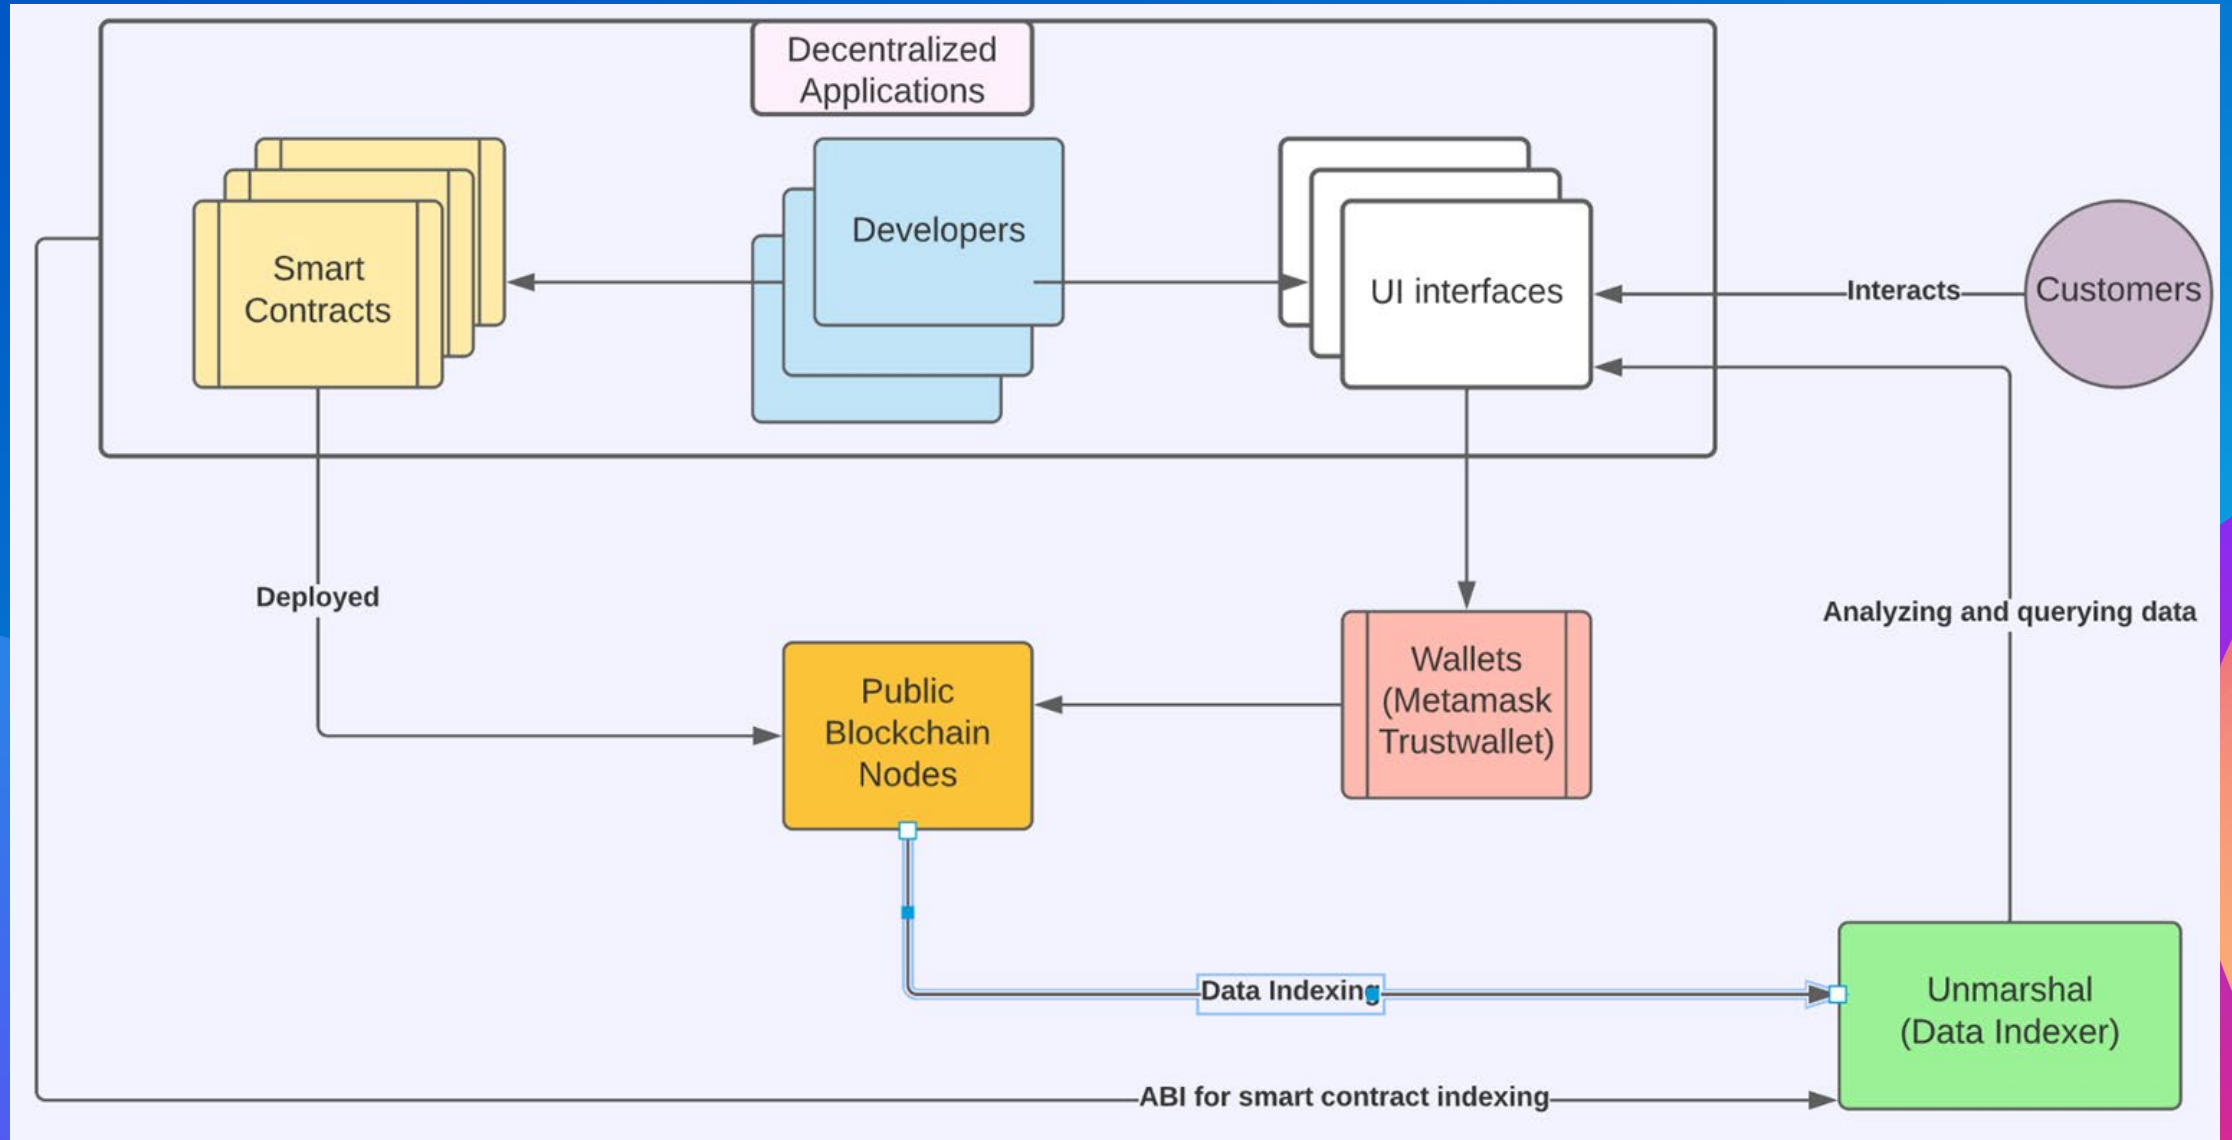 Decentralized
Applications
Smart
Contracts
Developers
UI interfaces
Interacts
Customers
Deployed
Analyzing and querying data
Public
Blockchain
Nodes
Wallets
(Metamask
Trustwallet)
Data Indexing
Unmarshal
(Data Indexer)
ABI for smart contract indexing